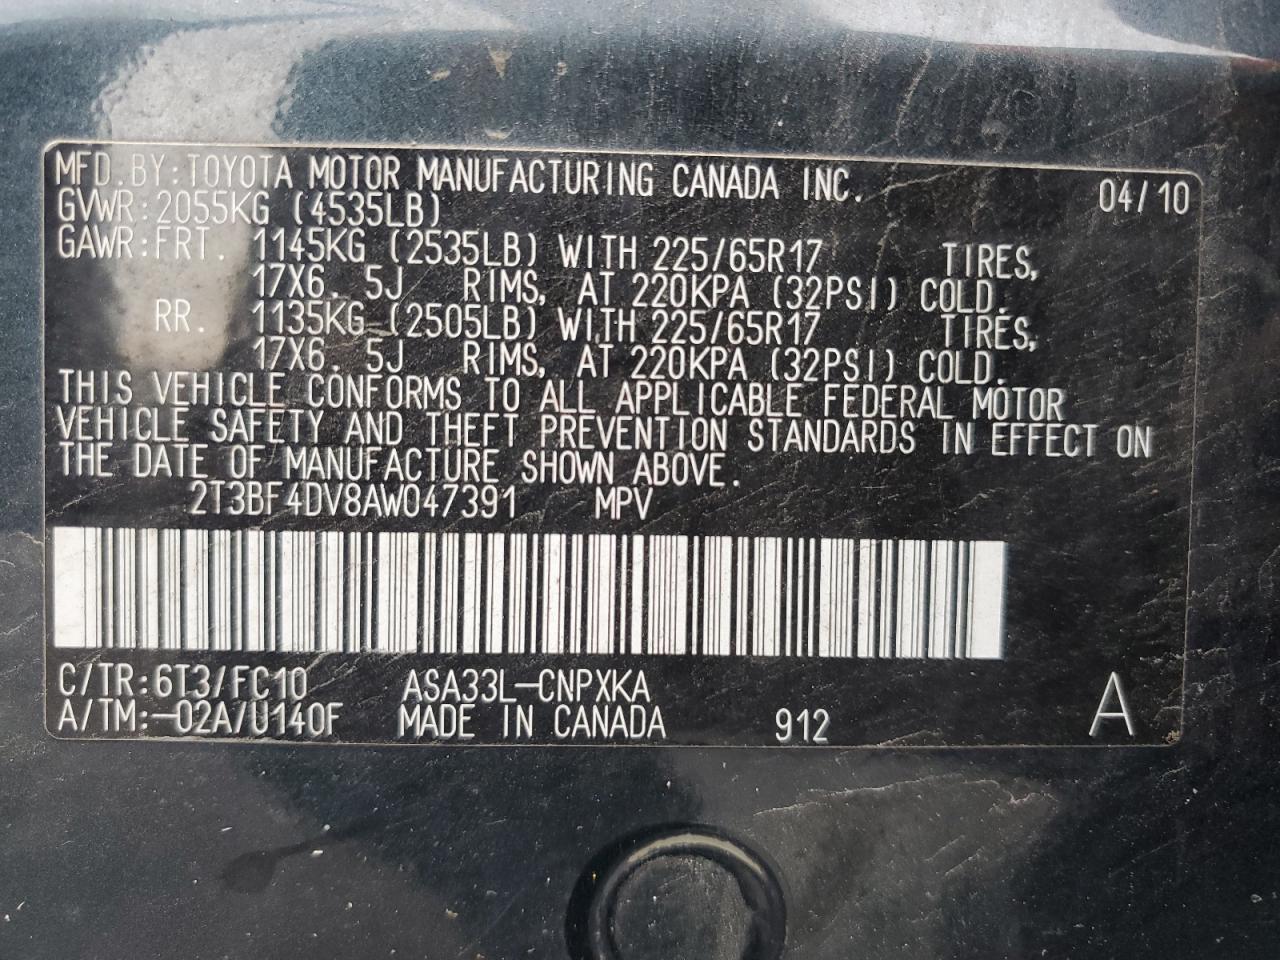 MFD.BY:TOYOTA MOTOR MANUFACTURING CANADA INC. 04/10
GVWR:2055KG (4535LB)
GAWR:FRT. 1145KG (2535LB) WITH 225/65R17 TIRES,
17X6. 5J RIMS, AT 220KPA (32PSI) COLD.
RR. 1135KG (2505LB) WITH 225/65R17 TIRES,
17X6. 5J RIMS, AT 220KPA (32PSI) COLD.
THIS VEHICLE CONFORMS TO ALL APPLICABLE FEDERAL MOTOR
VEHICLE SAFETY AND THEFT PREVENTION STANDARDS IN EFFECT ON
THE DATE OF MANUFACTURE SHOWN ABOVE.
2T3BF4DV8AW047391 MPV
C/TR:6T3/FC10 ASA33L-CNPXKA A
A/TM:-02A/U140F MADE IN CANADA 912